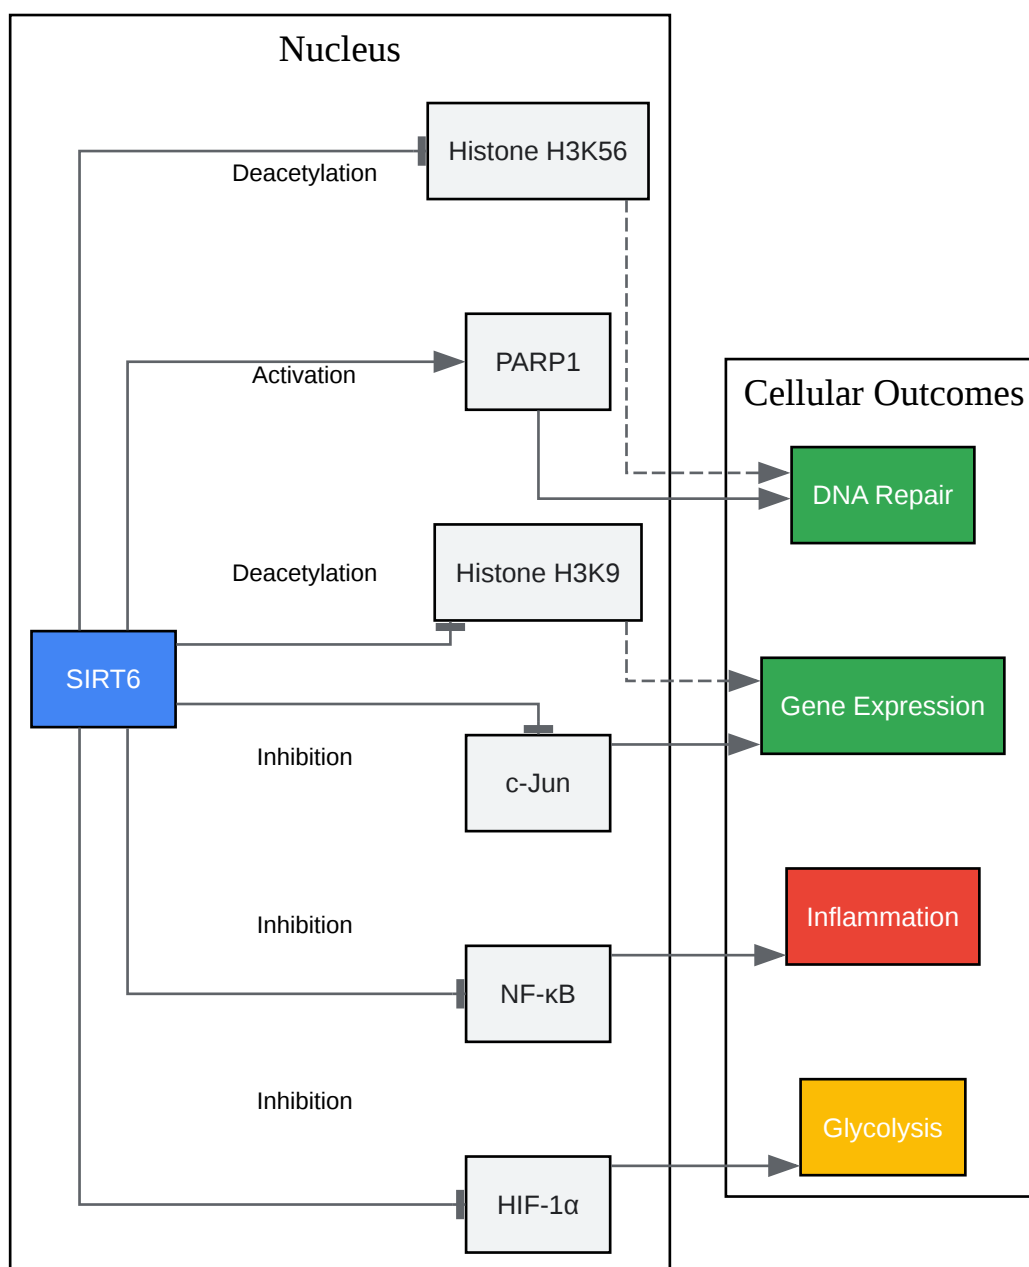 Nucleus
Histone H3K56
Deacetylation
PARP1
Activation
Cellular Outcomes
DNA Repair
Deacetylation
Histone H3K9
SIRT6
Gene Expression
Inhibition
c-Jun
Inhibition
Inflammation
NF-κB
Inhibition
Glycolysis
HIF-1α